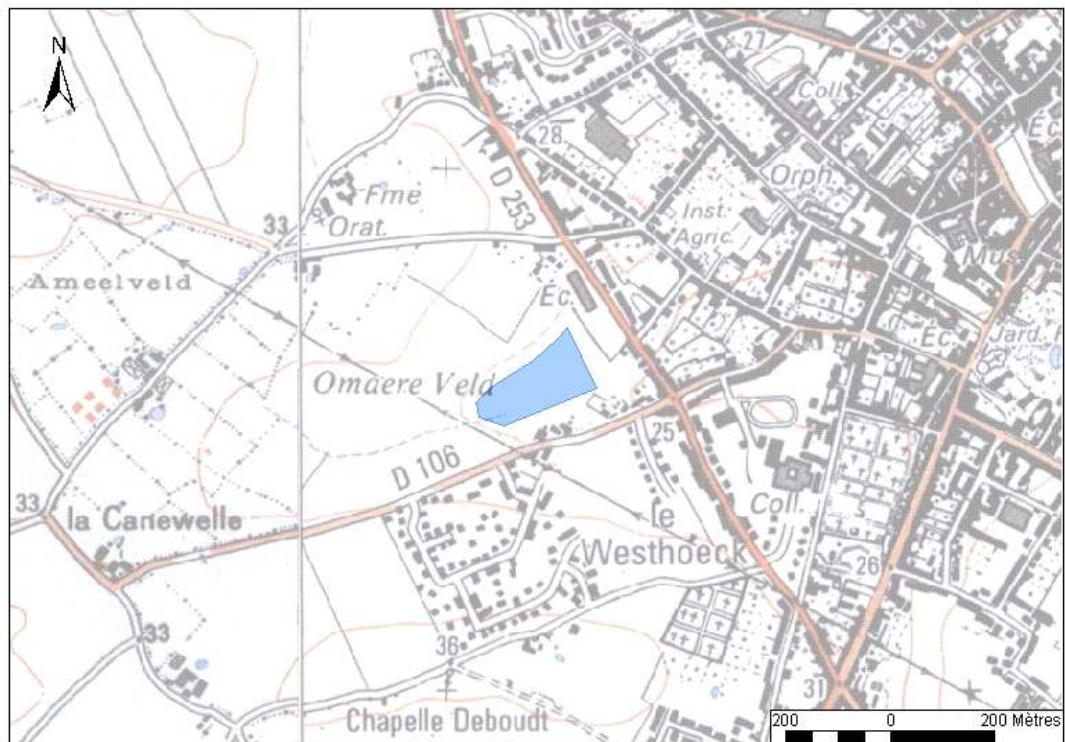 N
27
Coll.
Éc.
28
Orph.
Fme
D 253
Orat.
Inst.
Agric.
33
Mus.
Ameelveld
Éc.
Éc.
Jard.
Omaere Veld
25
D 106
33
la Canewelle
le
Coll.
Westhoeck
26
33
36
31
Chapelle Deboudt
200 0 200 Mètres